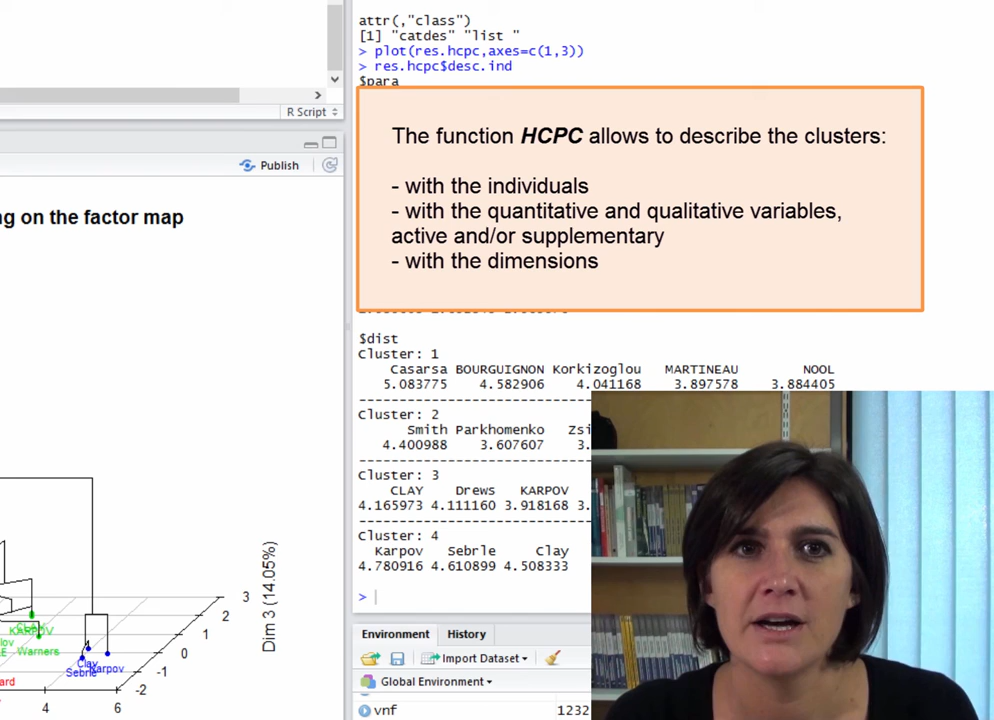 attr(,"class")
[1] "catdes" "list "
> plot(res.hcpc,axes=c(1,3))
> res.hcpc$desc.ind
$para
R Script
Publish
ng on the factor map
The function HCPC allows to describe the clusters:
- with the individuals
- with the quantitative and qualitative variables,
active and/or supplementary
- with the dimensions
$dist
Cluster: 1
Casarsa BOURGUIGNON Korkizoglou MARTINEAU NOOL
5.083775 4.582906 4.041168 3.897578 3.884405
Cluster: 2
Smith Parkhomenko Zsi
4.400988 3.607607 3.
Cluster: 3
CLAY Drews KARPOV
4.165973 4.111160 3.918168 3.
Cluster: 4
Karpov Sebrle Clay
4.780916 4.610899 4.508333
>
Dim 3 (14.05%)
3
2
1
0
-1
-2
4
6
KARPOV
Warners
Clay
Sebrle
Karpov
Environment
History
Import Dataset
Global Environment
vnf
1232